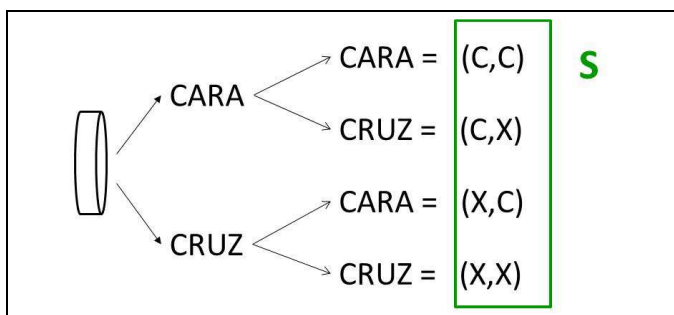 CARA = (C,C) S
CARA
CRUZ = (C,X)
CARA = (X,C)
CRUZ
CRUZ = (X,X)